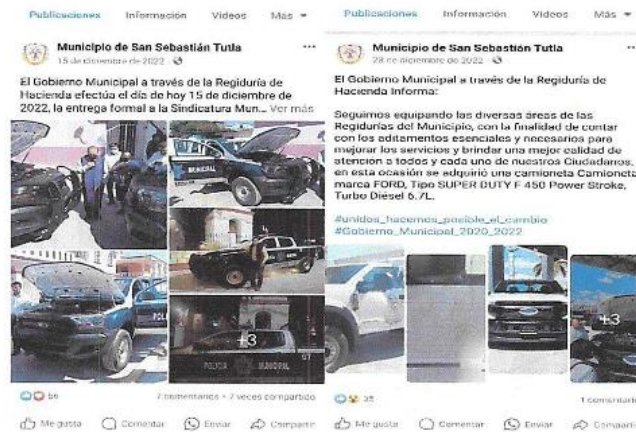 Publicaciones Información Videos Más
Municipio de San Sebastián Tutla
15 de diciembre de 2022
El Gobierno Municipal a través de la Regiduría de
Hacienda efectúa el día de hoy 15 de diciembre de
2022, la entrega formal a la Sindicatura Mun... Ver más
MUNICIPAL
POLI
POLICÍA MUNICIPAL
+3
56
7 comentarios • 7 veces compartido
Me gusta Comentar Enviar Compartir
Publicaciones Información Videos Más
Municipio de San Sebastián Tutla
28 de diciembre de 2022
El Gobierno Municipal a través de la Regiduría de
Hacienda Informa:
Seguimos equipando las diversas áreas de las
Regidurías del Municipio, con la finalidad de contar
con los aditamentos esenciales y necesarios para
mejorar los servicios y brindar una mejor calidad de
atención a todos y cada uno de nuestros Ciudadanos,
en esta ocasión se adquirió una camioneta Camioneta
marca FORD, Tipo SUPER DUTY F 450 Power Stroke,
Turbo Diésel 6.7L.
#unidos_hacemos_posible_el_cambio
#Gobierno_Municipal_2020_2022
+3
35
1 comentario
Me gusta Comentar Enviar Compartir